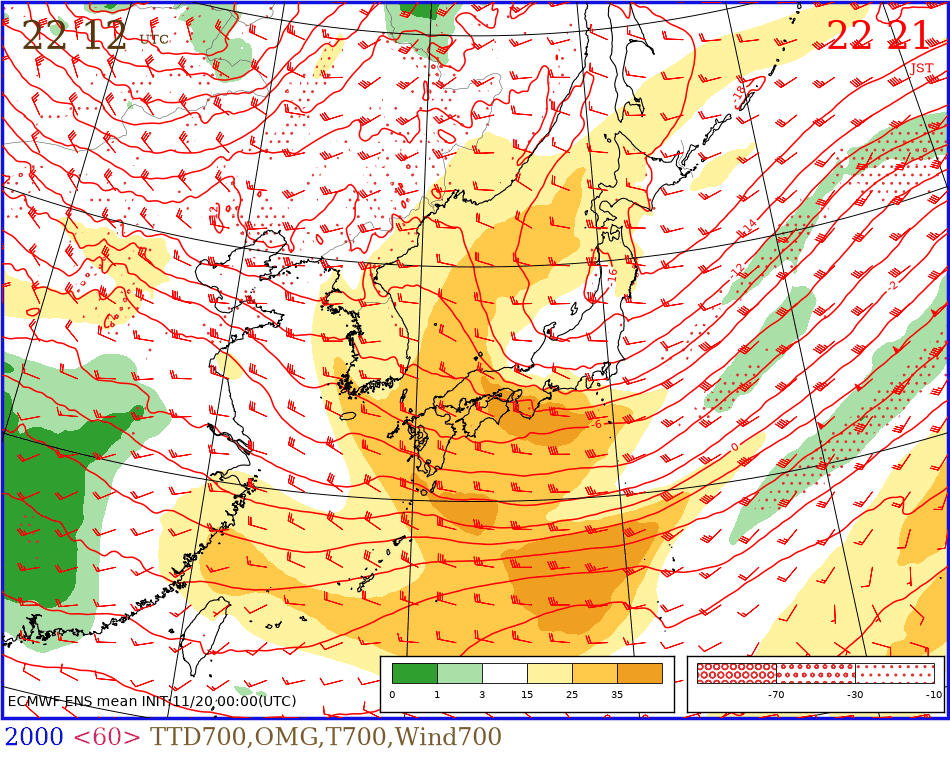 22 12 UTC
22 21
JST
-18
-14
-12
-16
-2
-6
0
0 1 3 15 25 35
-70 -30 -10
ECMWF ENS mean INIT:11/20 00:00(UTC)
2000 <60> TTD700,OMG,T700,Wind700